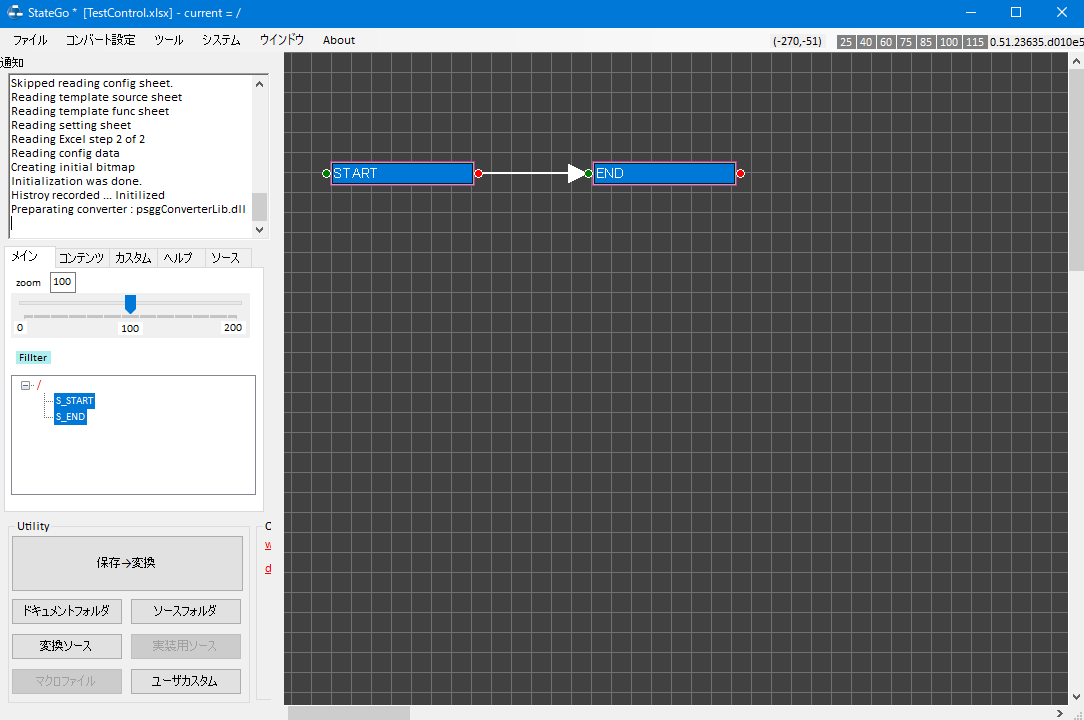 StateGo * [TestControl.xlsx] - current = /
ファイル コンバート設定 ツール システム ウインドウ About (-270,-51) 25 40 60 75 85 100 115 0.51.23635.d010e5
通知
Skipped reading config sheet.
Reading template source sheet
Reading template func sheet
Reading setting sheet
Reading Excel step 2 of 2
Reading config data
Creating initial bitmap
Initialization was done.
Histroy recorded ... Initilized
Preparating converter : psggConverterLib.dll
START END
メイン コンテンツ カスタム ヘルプ ソース
zoom 100
0 100 200
Fillter
/
S_START
S_END
Utility
保存→変換
ドキュメントフォルダ ソースフォルダ
変換ソース 実装用ソース
マクロファイル ユーザカスタム
C
w
d